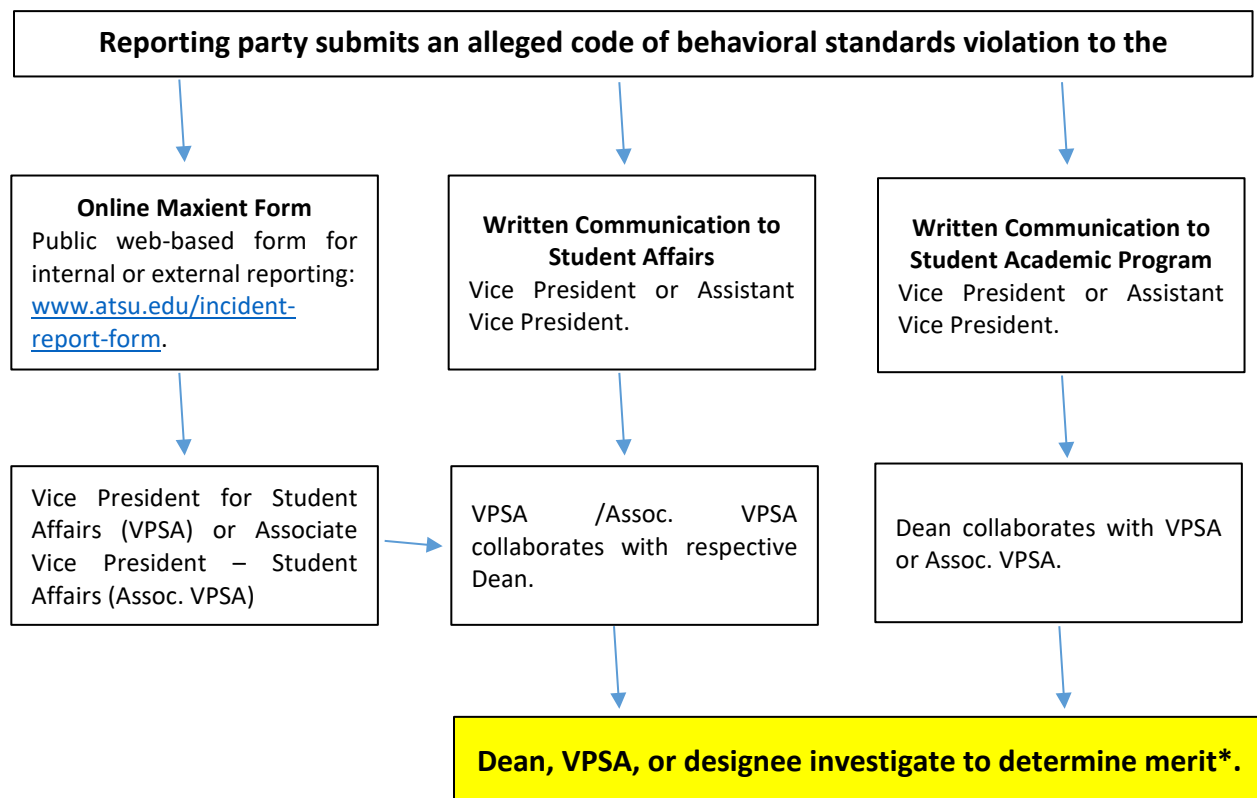 Reporting party submits an alleged code of behavioral standards violation to the
Online Maxient Form
Public web-based form for
internal or external reporting:
www.atsu.edu/incident-
report-form.
Written Communication to
Student Affairs
Vice President or Assistant
Vice President.
Written Communication to
Student Academic Program
Vice President or Assistant
Vice President.
Vice President for Student
Affairs (VPSA) or Associate
Vice President – Student
Affairs (Assoc. VPSA)
VPSA /Assoc. VPSA
collaborates with respective
Dean.
Dean collaborates with VPSA
or Assoc. VPSA.
Dean, VPSA, or designee investigate to determine merit*.